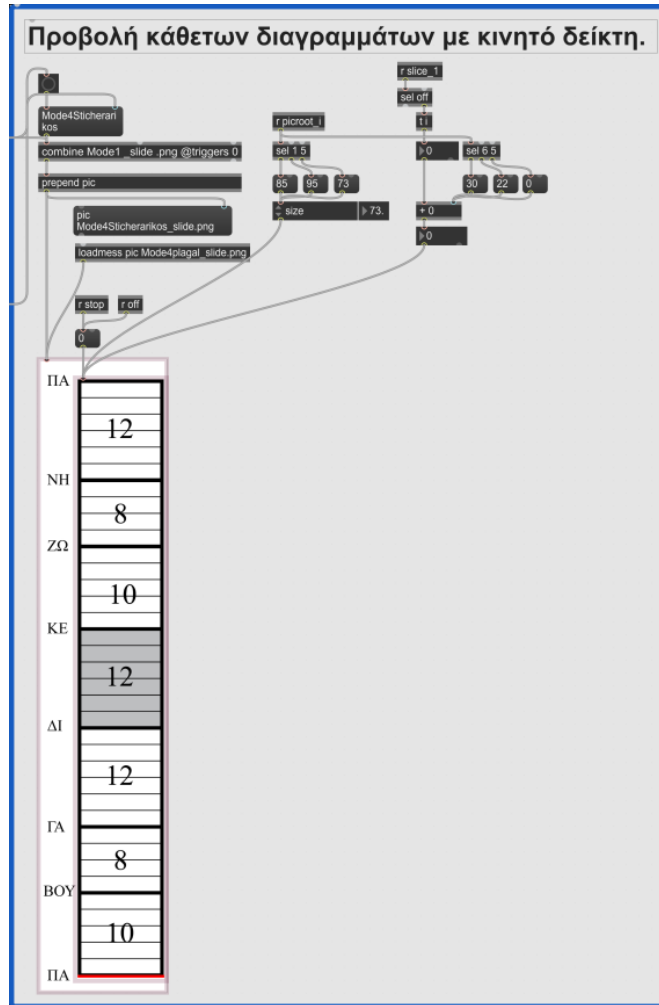 Προβολή κάθετων διαγραμμάτων με κινητό δείκτη.
r slice_1
sel off
Mode4Sticherari
kos
r picroot_i
t i
combine Mode1 _slide .png @triggers 0
sel 1 5
0
sel 6 5
prepend pic
85
95
73
30
22
0
pic
Mode4Sticherarikos_slide.png
size
73.
+ 0
0
loadmess pic Mode4plagal_slide.png
r stop
r off
0
ΠΑ
12
ΝΗ
8
ΖΩ
10
ΚΕ
12
ΔΙ
12
ΓΑ
8
ΒΟΥ
10
ΠΑ